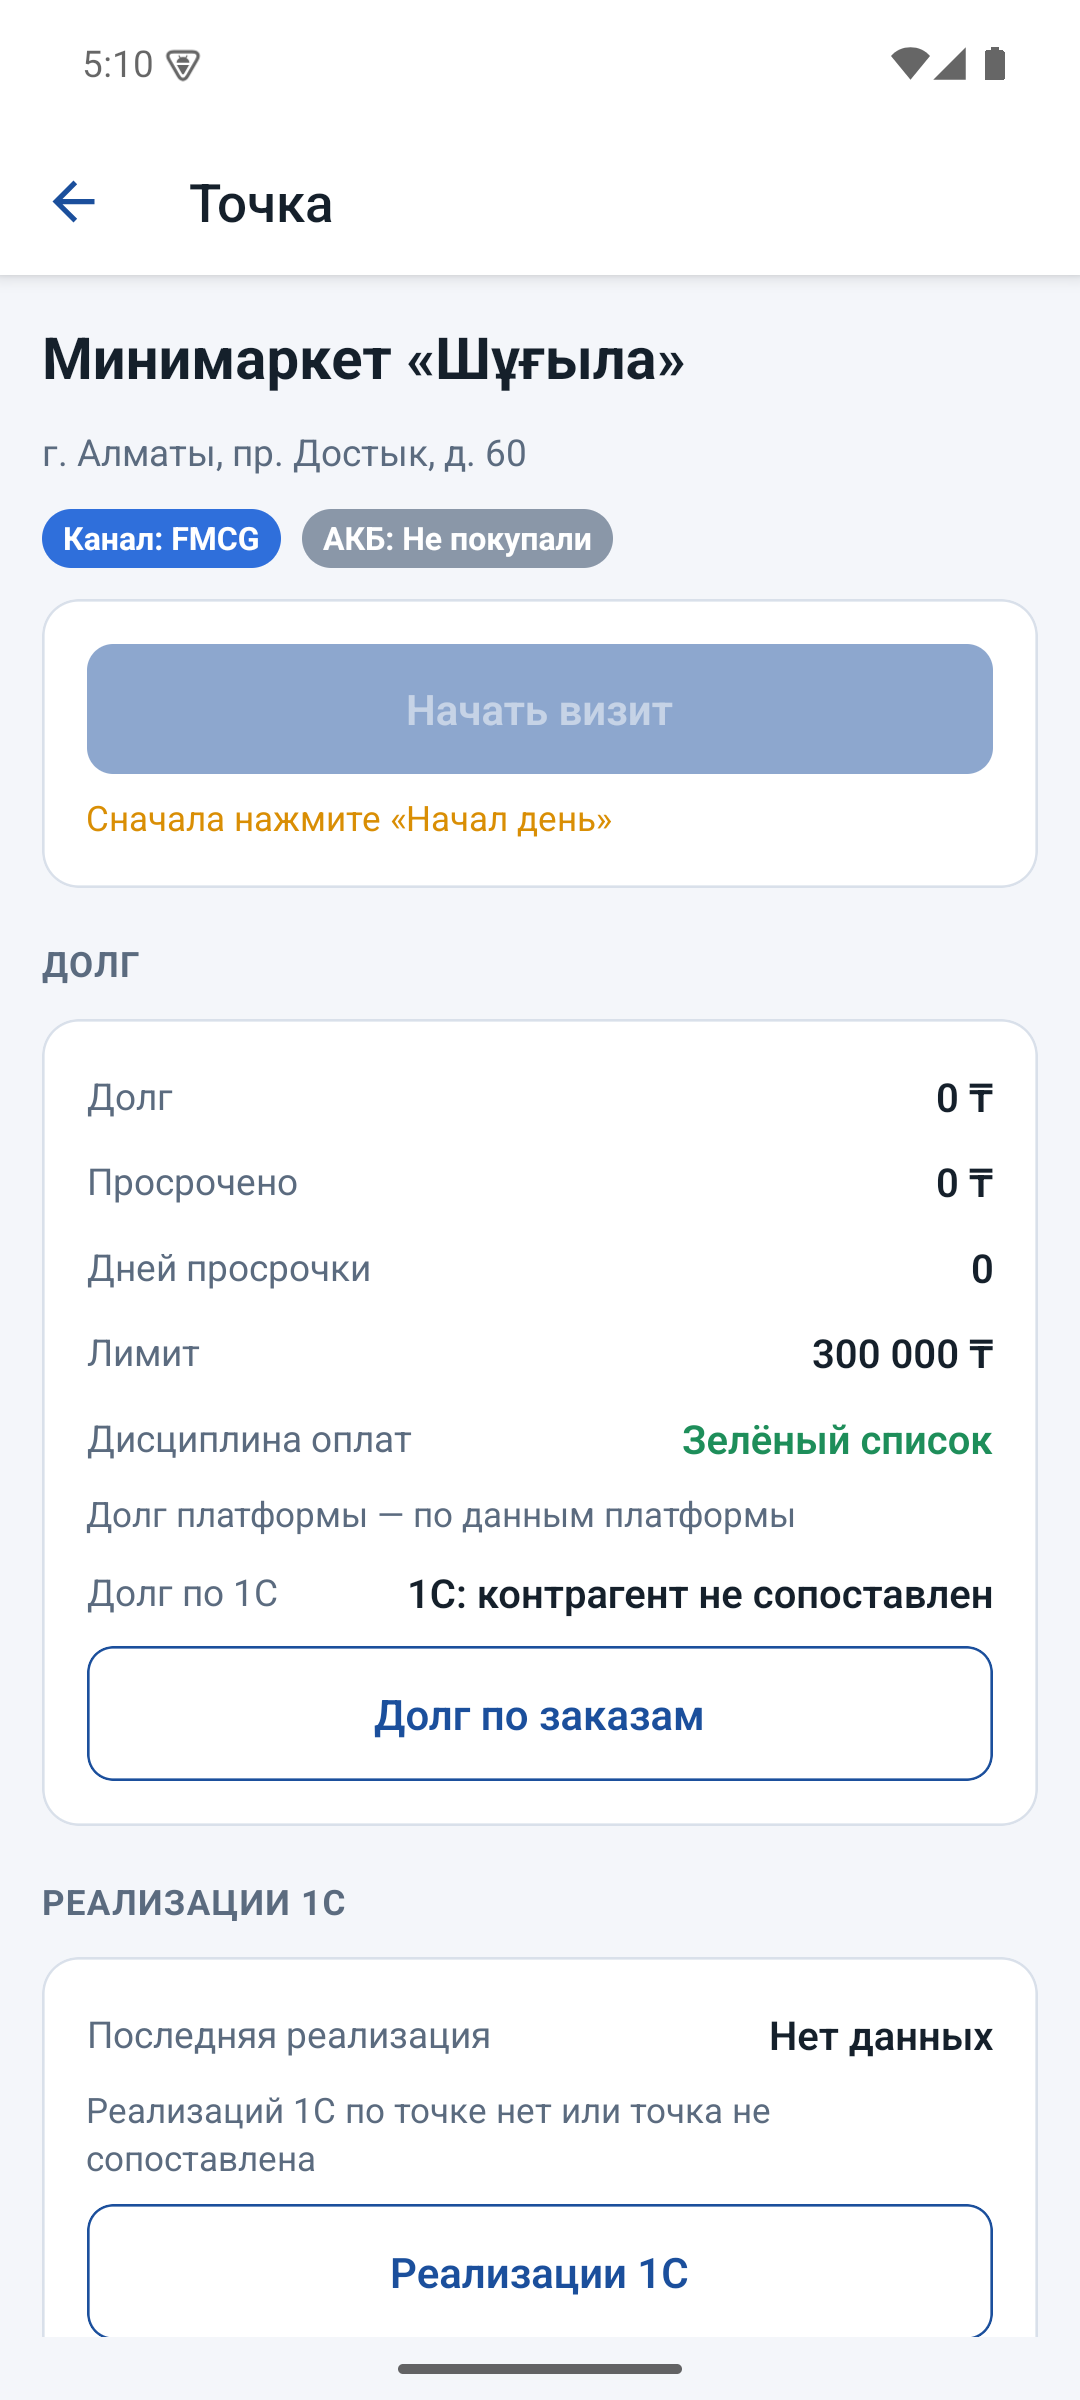 5:10
Точка
Минимаркет «Шұғыла»
г. Алматы, пр. Достык, д. 60
Канал: FMCG
АКБ: Не покупали
Начать визит
Сначала нажмите «Начал день»
ДОЛГ
Долг 0 ₸
Просрочено 0 ₸
Дней просрочки 0
Лимит 300 000 ₸
Дисциплина оплат Зелёный список
Долг платформы — по данным платформы
Долг по 1С 1С: контрагент не сопоставлен
Долг по заказам
РЕАЛИЗАЦИИ 1С
Последняя реализация Нет данных
Реализаций 1С по точке нет или точка не
сопоставлена
Реализации 1С